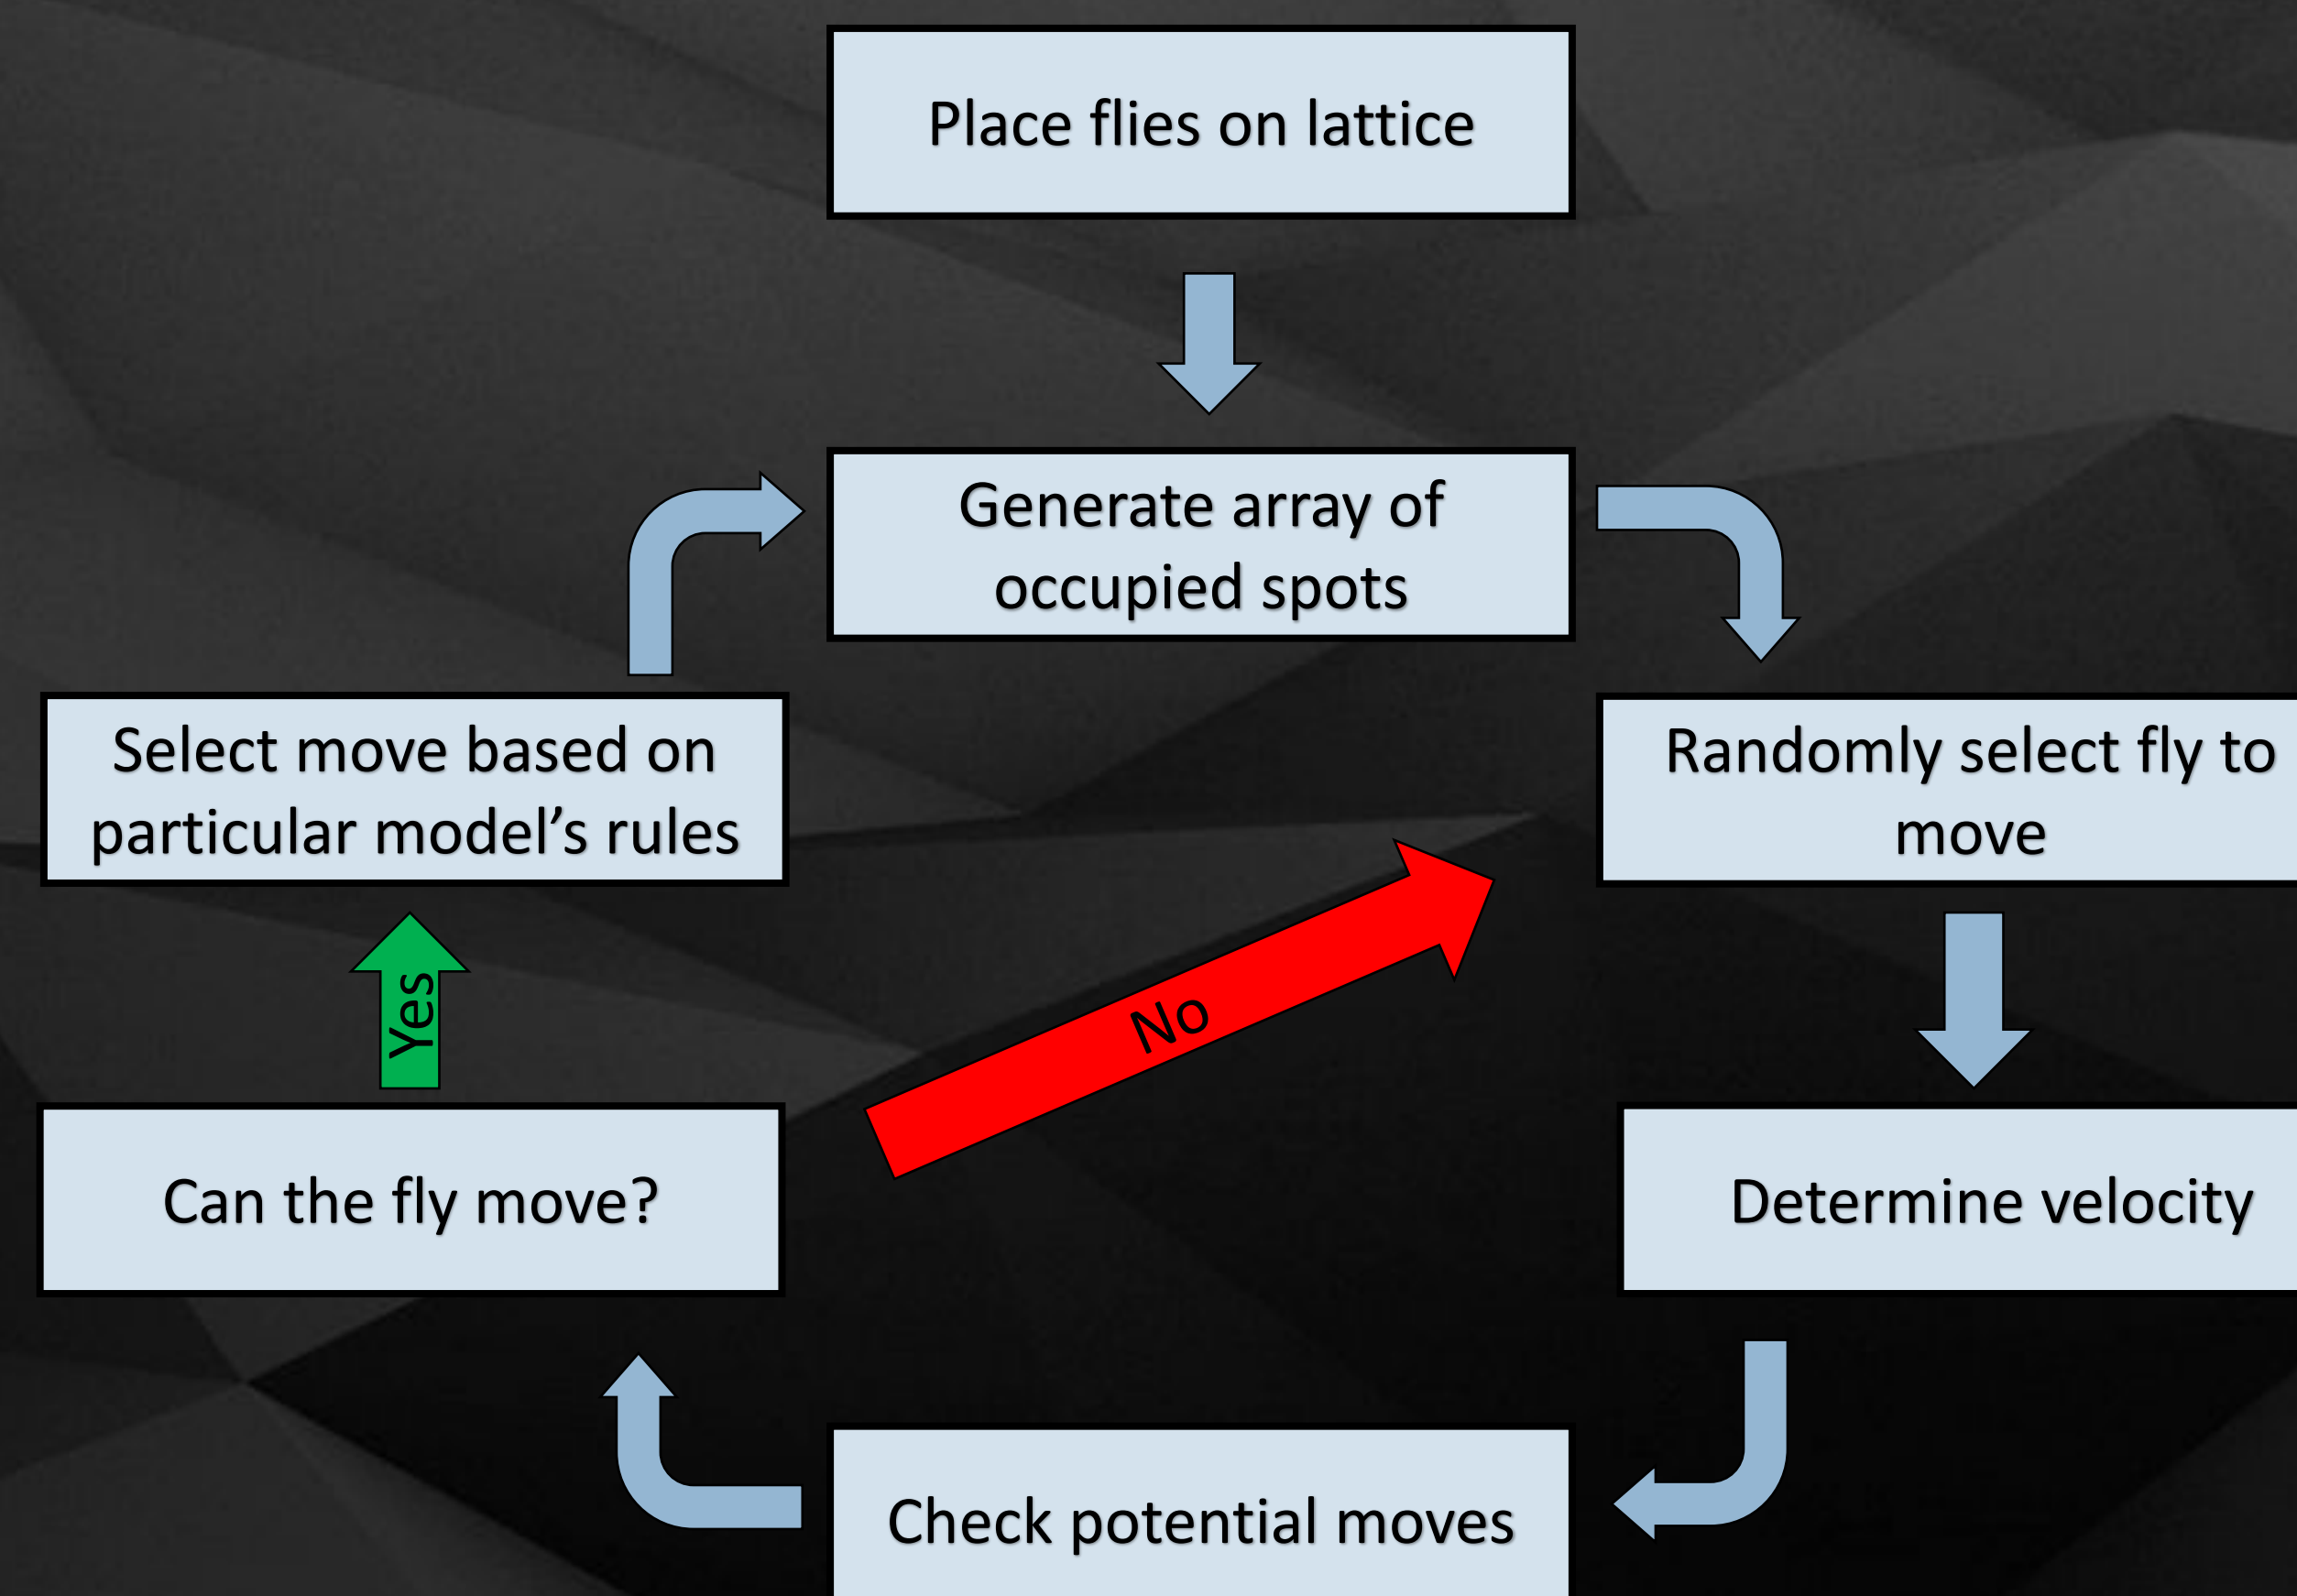 Place flies on lattice
Generate array of
occupied spots
Select move based on
particular model’s rules
Randomly select fly to
move
Yes
No
Can the fly move?
Determine velocity
Check potential moves